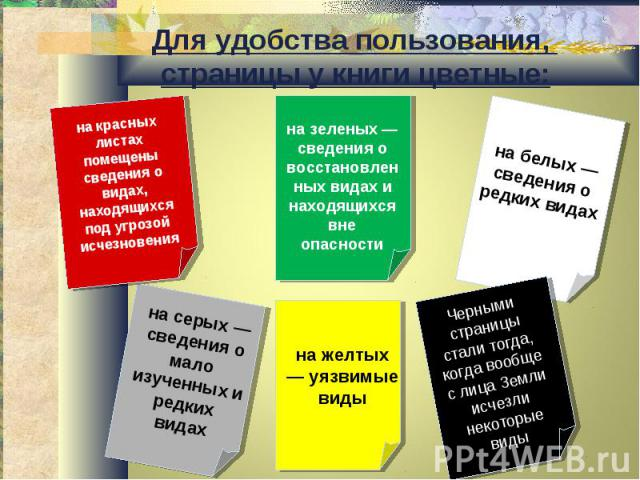 Для удобства пользования,
страницы у книги цветные:
на красных
листах
помещены
сведения о
видах,
находящихся
под угрозой
исчезновения
на зеленых —
сведения о
восстановлен
ных видах и
находящихся
вне
опасности
на белых —
сведения о
редких видах
на серых —
сведения о
мало
изученных и
редких
видах
на желтых
— уязвимые
виды
Черными
страницы
стали тогда,
когда вообще
с лица Земли
исчезли
некоторые
виды
PPt4WEB.ru